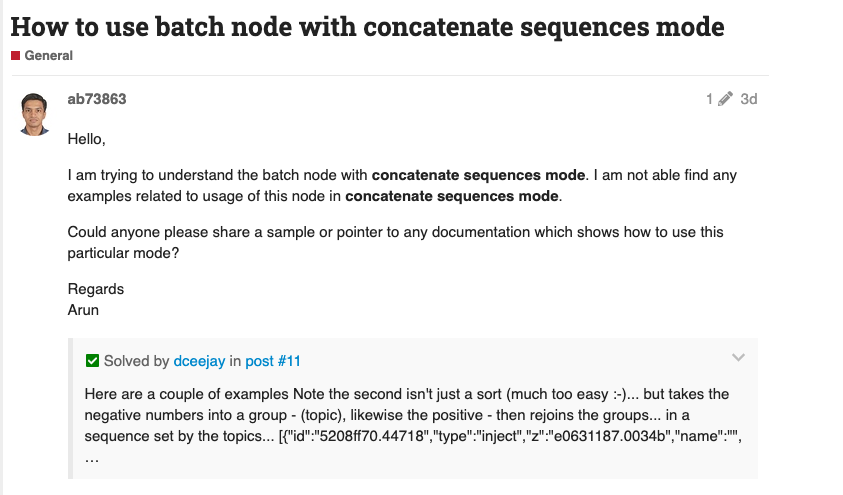 How to use batch node with concatenate sequences mode
General
ab73863
1 3d
Hello,
I am trying to understand the batch node with concatenate sequences mode. I am not able find any
examples related to usage of this node in concatenate sequences mode.
Could anyone please share a sample or pointer to any documentation which shows how to use this
particular mode?
Regards
Arun
Solved by dceejay in post #11
Here are a couple of examples Note the second isn't just a sort (much too easy :-)... but takes the
negative numbers into a group - (topic), likewise the positive - then rejoins the groups... in a
sequence set by the topics... [{"id":"5208ff70.44718","type":"inject","z":"e0631187.0034b","name":"",
…